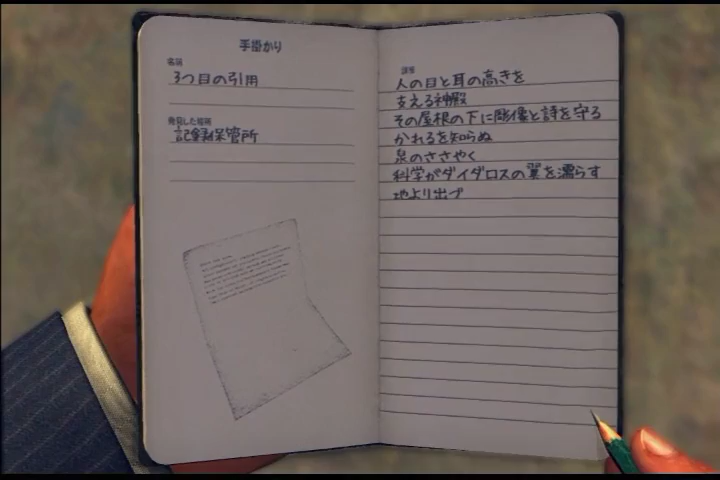 手掛かり
名称
3つ目の引用
発見した場所
記録保管所
人の目と耳の高さを
支える神殿
その屋根の下に彫像と詩を守る
かれるを知らぬ
泉のささやく
科学がダイダロスの翼を濡らす
地より出づ